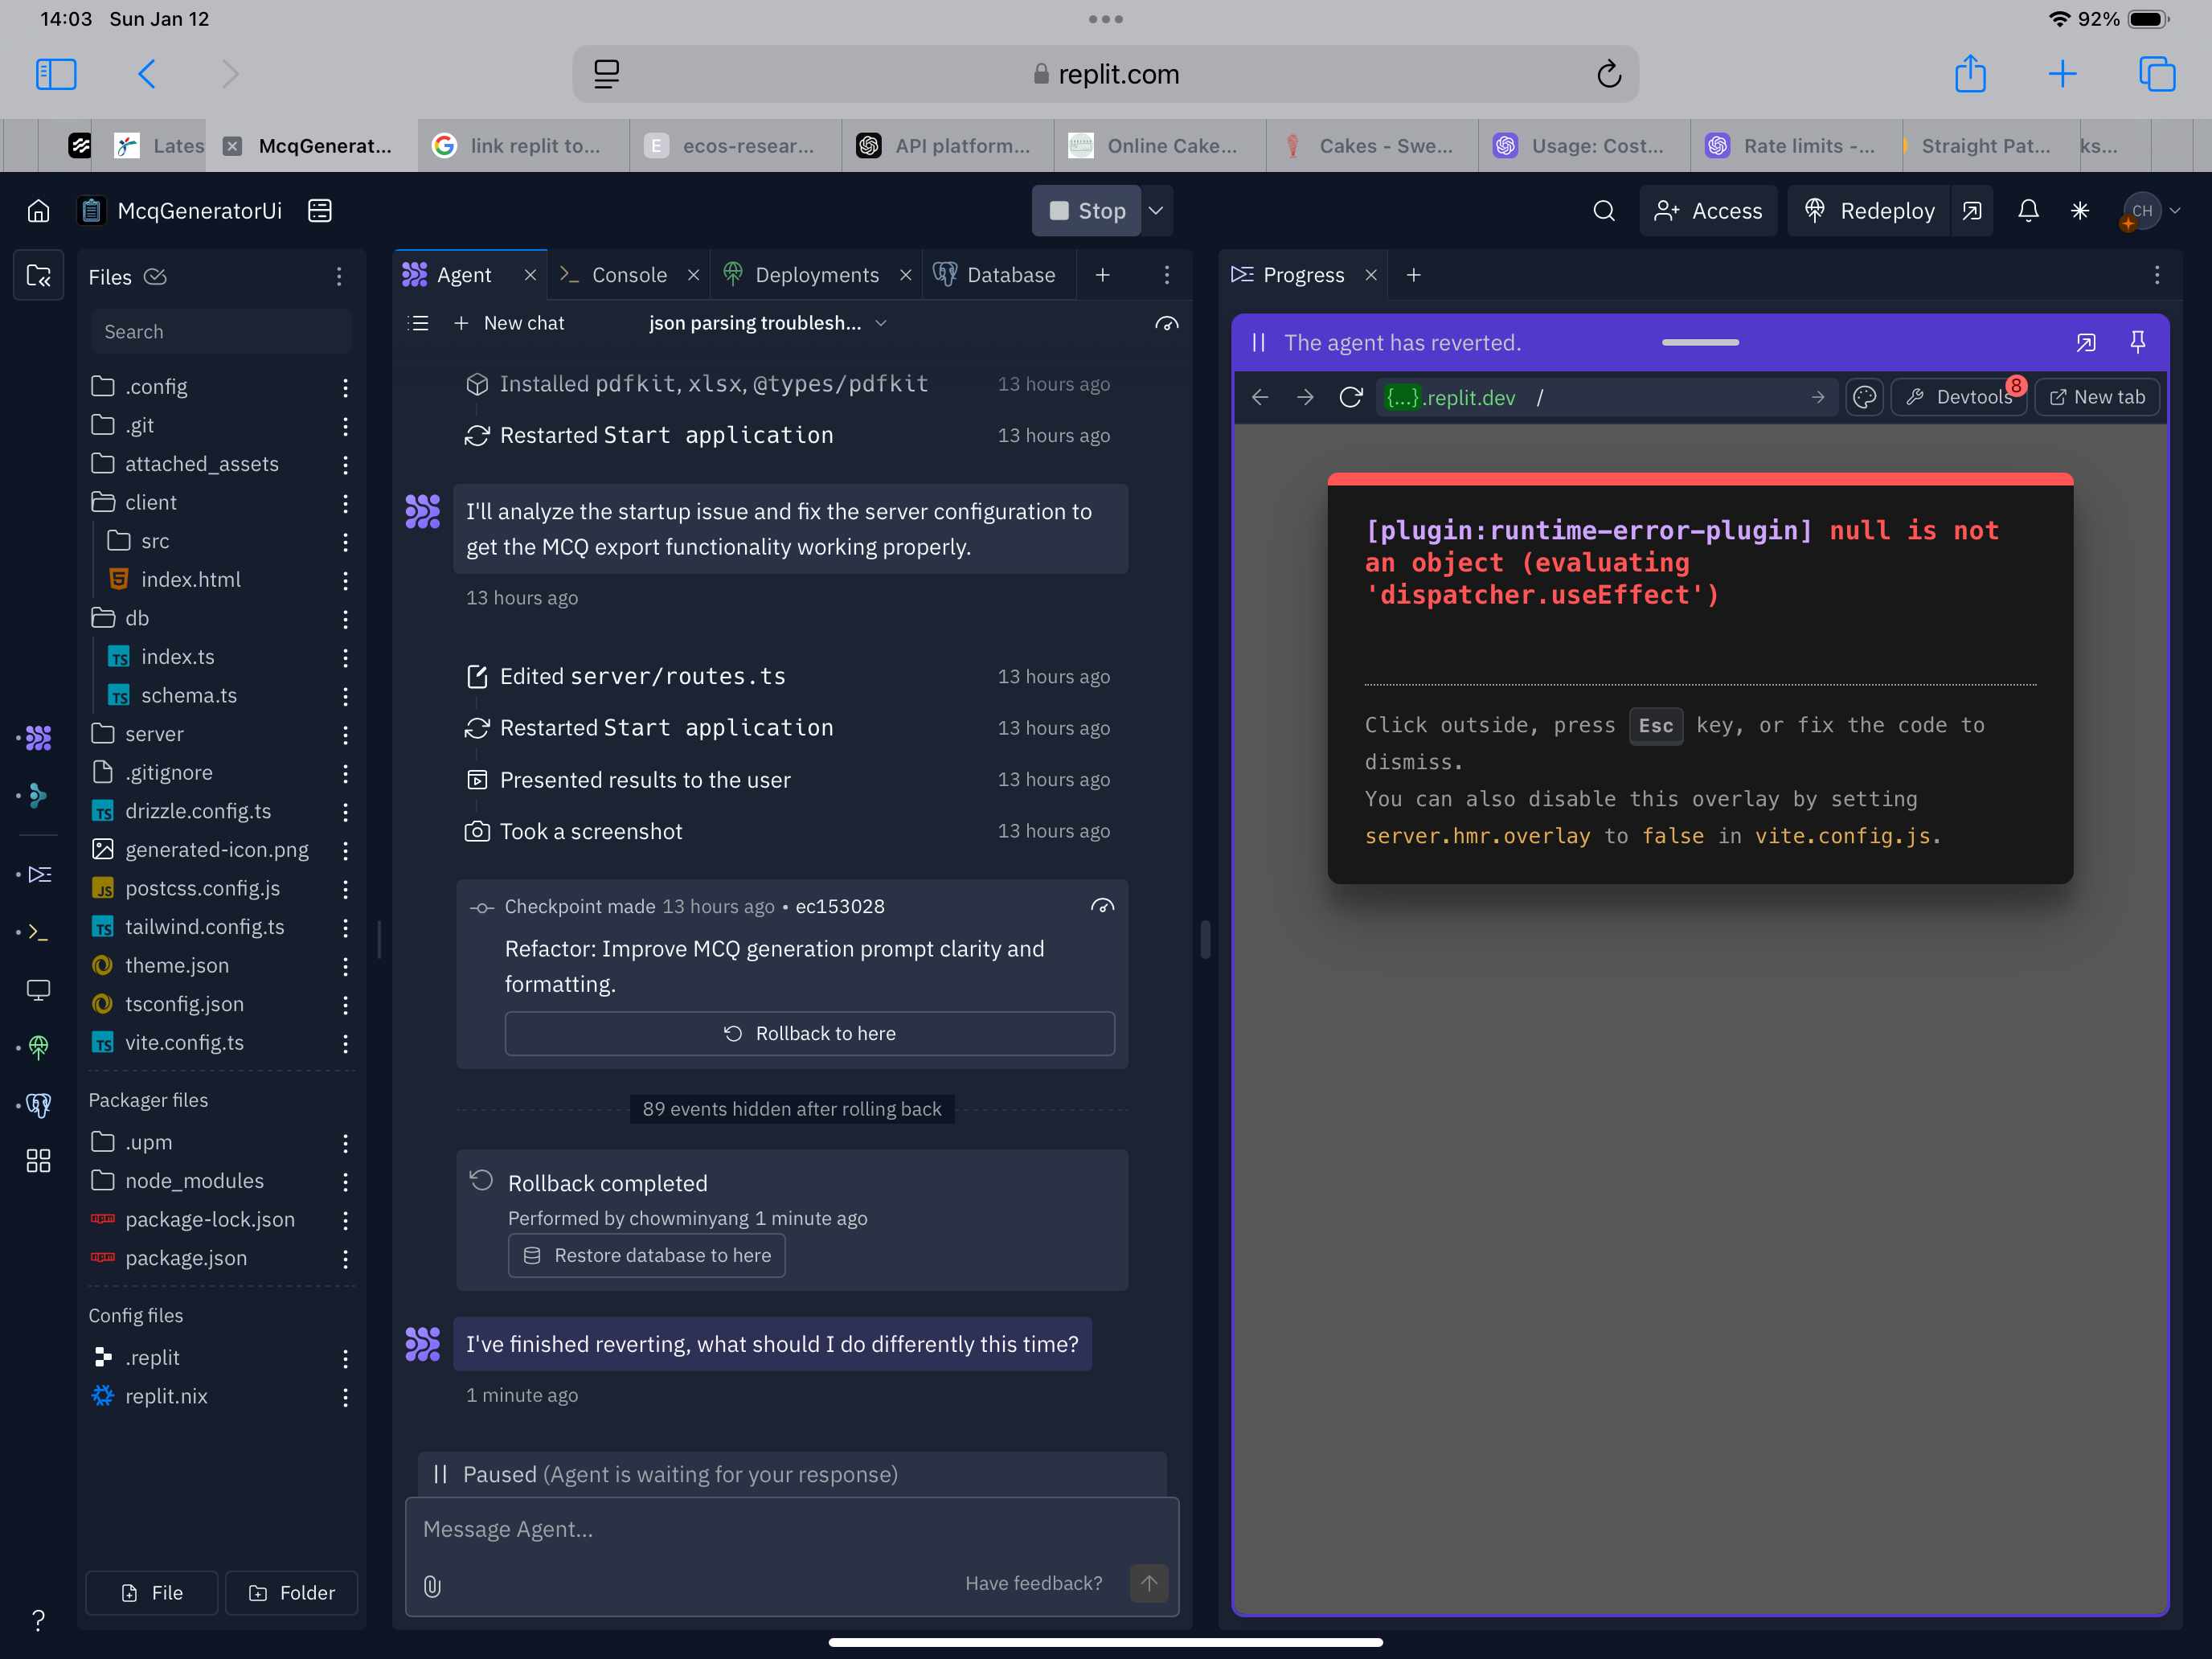 14:03 Sun Jan 12
92%
replit.com
Lates
McqGenerat...
link replit to...
E
ecos-resear...
API platform...
Online Cake...
Cakes - Swe...
Usage: Cost...
Rate limits -...
Straight Pat...
ks...
McqGeneratorUi
Stop
Access
Redeploy
CH
Files
Search
.config
.git
attached_assets
client
src
index.html
db
index.ts
schema.ts
server
.gitignore
drizzle.config.ts
generated-icon.png
postcss.config.js
tailwind.config.ts
theme.json
tsconfig.json
vite.config.ts
Packager files
.upm
node_modules
package-lock.json
package.json
Config files
.replit
replit.nix
File
Folder
Agent
Console
Deployments
Database
New chat
json parsing troublesh...
Installed pdfkit, xlsx, @types/pdfkit 13 hours ago
Restarted Start application 13 hours ago
I'll analyze the startup issue and fix the server configuration to
get the MCQ export functionality working properly.
13 hours ago
Edited server/routes.ts 13 hours ago
Restarted Start application 13 hours ago
Presented results to the user 13 hours ago
Took a screenshot 13 hours ago
Checkpoint made 13 hours ago • ec153028
Refactor: Improve MCQ generation prompt clarity and
formatting.
Rollback to here
89 events hidden after rolling back
Rollback completed
Performed by chowminyang 1 minute ago
Restore database to here
I've finished reverting, what should I do differently this time?
1 minute ago
Paused (Agent is waiting for your response)
Message Agent...
Have feedback?
Progress
The agent has reverted.
{...}.replit.dev /
Devtools
8
New tab
[plugin:runtime-error-plugin] null is not
an object (evaluating
'dispatcher.useEffect')
Click outside, press Esc key, or fix the code to
dismiss.
You can also disable this overlay by setting
server.hmr.overlay to false in vite.config.js.